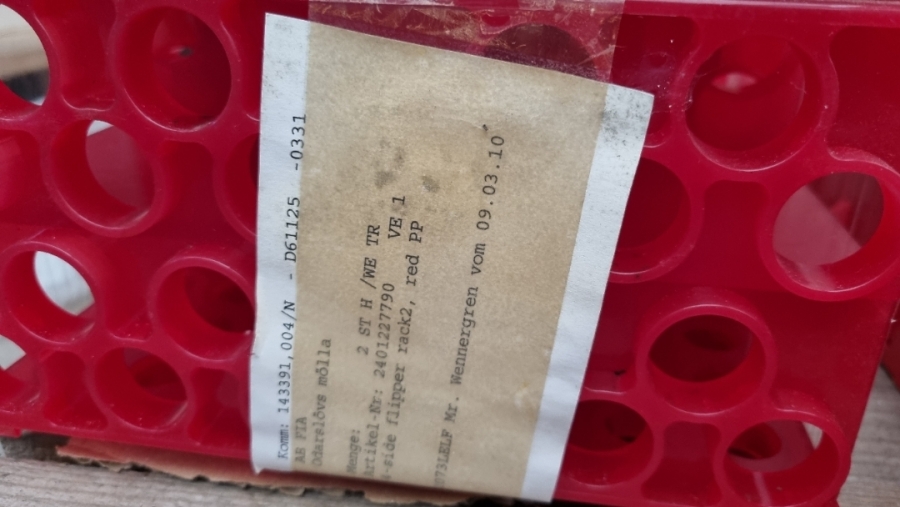 Komm: 143391,004/N - D61125 -0331
AB FIA
Odarslövs mölla
Menge: 2 ST H /WE TR
Artikel-Nr: 2401227790 VE 1
4-side flipper rack2, red PP
Mr. Wennergren vom 09.03.10